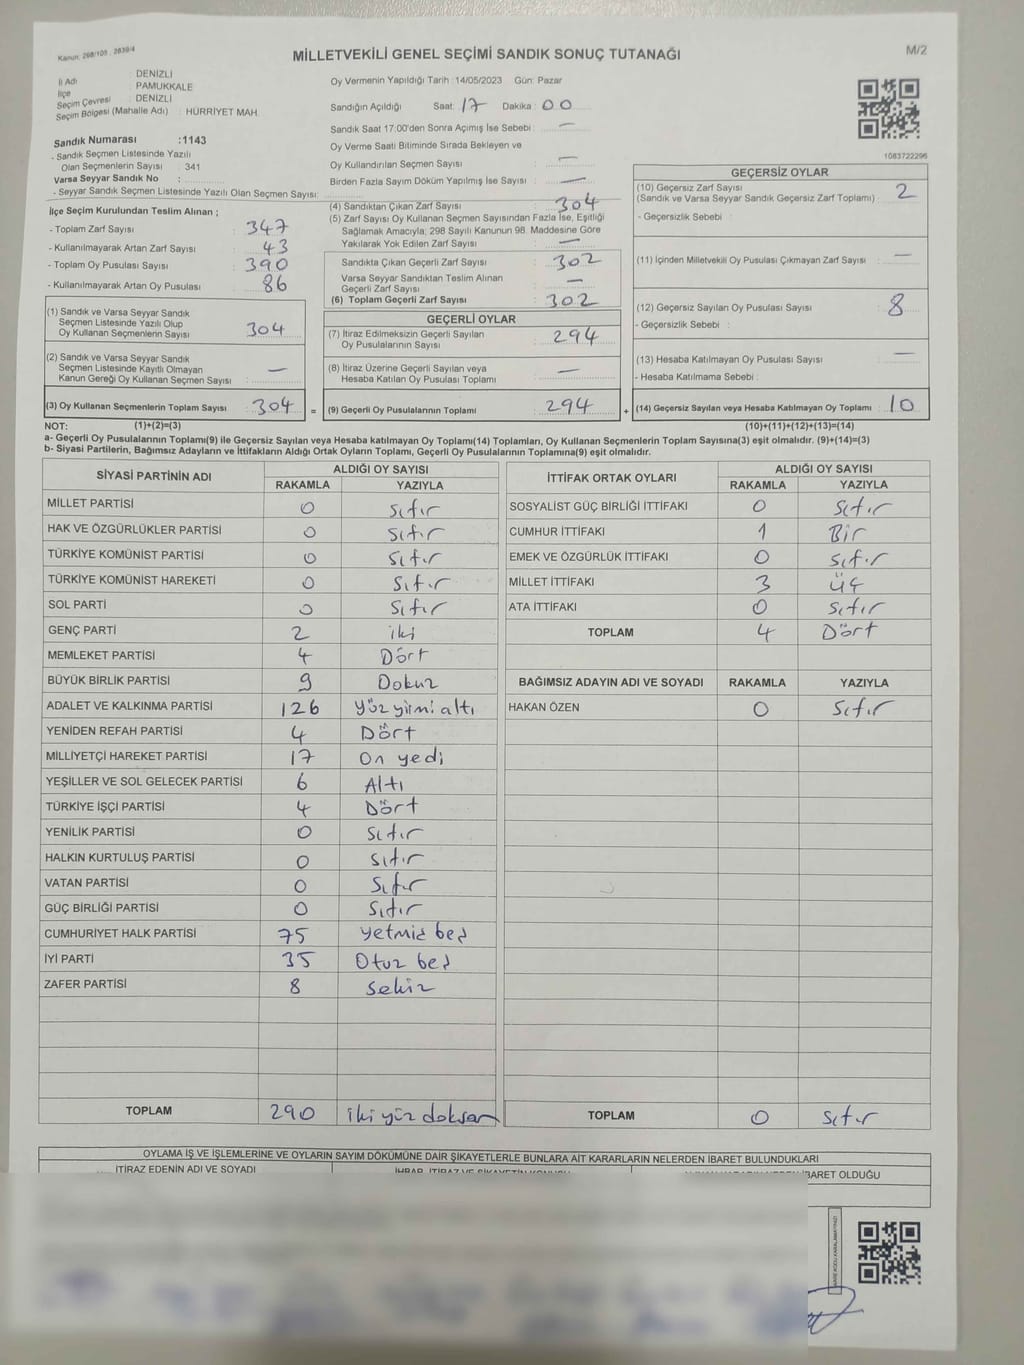 Kanun: 298/105 , 2839/4
MİLLETVEKİLİ GENEL SEÇİMİ SANDIK SONUÇ TUTANAĞI
M/2
İl Adı : DENİZLİ
İlçe : PAMUKKALE
Seçim Çevresi : DENİZLİ
Seçim Bölgesi (Mahalle Adı) : HÜRRİYET MAH.
Sandık Numarası :1143
- Sandık Seçmen Listesinde Yazılı
Olan Seçmenlerin Sayısı : 341
Varsa Seyyar Sandık No :
- Seyyar Sandık Seçmen Listesinde Yazılı Olan Seçmen Sayısı:
Oy Vermenin Yapıldığı Tarih :14/05/2023 Gün: Pazar
Sandığın Açıldığı Saat: 17 Dakika : 00
Sandık Saat 17:00'den Sonra Açımış İse Sebebi : —
Oy Verme Saati Bitiminde Sırada Bekleyen ve
Oy Kullandırılan Seçmen Sayısı : —
Birden Fazla Sayım Döküm Yapılmış İse Sayısı : —
1083722296
İlçe Seçim Kurulundan Teslim Alınan ;
- Toplam Zarf Sayısı : 347
- Kullanılmayarak Artan Zarf Sayısı : 43
- Toplam Oy Pusulası Sayısı : 390
- Kullanılmayarak Artan Oy Pusulası : 86
(1) Sandık ve Varsa Seyyar Sandık
Seçmen Listesinde Yazılı Olup
Oy Kullanan Seçmenlerin Sayısı : 304
(2) Sandık ve Varsa Seyyar Sandık
Seçmen Listesinde Kayıtlı Olmayan
Kanun Gereği Oy Kullanan Seçmen Sayısı : —
(3) Oy Kullanan Seçmenlerin Toplam Sayısı : 304
(4) Sandıktan Çıkan Zarf Sayısı : 304
(5) Zarf Sayısı Oy Kullanan Seçmen Sayısından Fazla İse, Eşitliği
Sağlamak Amacıyla; 298 Sayılı Kanunun 98. Maddesine Göre
Yakılarak Yok Edilen Zarf Sayısı : —
Sandıkta Çıkan Geçerli Zarf Sayısı : 302
Varsa Seyyar Sandıktan Teslim Alınan
Geçerli Zarf Sayısı : —
(6) Toplam Geçerli Zarf Sayısı : 302
GEÇERLİ OYLAR
(7) İtiraz Edilmeksizin Geçerli Sayılan
Oy Pusulalarının Sayısı : 294
(8) İtiraz Üzerine Geçerli Sayılan veya
Hesaba Katılan Oy Pusulası Toplamı : —
= (9) Geçerli Oy Pusulalarının Toplamı : 294
GEÇERSİZ OYLAR
(10) Geçersiz Zarf Sayısı
(Sandık ve Varsa Seyyar Sandık Geçersiz Zarf Toplamı) : 2
- Geçersizlik Sebebi :
(11) İçinden Milletvekili Oy Pusulası Çıkmayan Zarf Sayısı : —
(12) Geçersiz Sayılan Oy Pusulası Sayısı : 8
- Geçersizlik Sebebi :
(13) Hesaba Katılmayan Oy Pusulası Sayısı : —
- Hesaba Katılmama Sebebi :
+ (14) Geçersiz Sayılan veya Hesaba Katılmayan Oy Toplamı : 10
NOT: (1)+(2)=(3)
(10)+(11)+(12)+(13)=(14)
a- Geçerli Oy Pusulalarının Toplamı(9) ile Geçersiz Sayılan veya Hesaba katılmayan Oy Toplamı(14) Toplamları, Oy Kullanan Seçmenlerin Toplam Sayısına(3) eşit olmalıdır. (9)+(14)=(3)
b- Siyasi Partilerin, Bağımsız Adayların ve İttifakların Aldığı Ortak Oyların Toplamı, Geçerli Oy Pusulalarının Toplamına(9) eşit olmalıdır.
SİYASİ PARTİNİN ADI ALDIĞI OY SAYISI
RAKAMLA YAZIYLA
MİLLET PARTİSİ 0 sıfır
HAK VE ÖZGÜRLÜKLER PARTİSİ 0 sıfır
TÜRKİYE KOMÜNİST PARTİSİ 0 sıfır
TÜRKİYE KOMÜNİST HAREKETİ 0 sıfır
SOL PARTİ 0 sıfır
GENÇ PARTİ 2 iki
MEMLEKET PARTİSİ 4 Dört
BÜYÜK BİRLİK PARTİSİ 9 Dokuz
ADALET VE KALKINMA PARTİSİ 126 Yüz yirmi altı
YENİDEN REFAH PARTİSİ 4 Dört
MİLLİYETÇİ HAREKET PARTİSİ 17 On yedi
YEŞİLLER VE SOL GELECEK PARTİSİ 6 Altı
TÜRKİYE İŞÇİ PARTİSİ 4 Dört
YENİLİK PARTİSİ 0 sıfır
HALKIN KURTULUŞ PARTİSİ 0 sıfır
VATAN PARTİSİ 0 sıfır
GÜÇ BİRLİĞİ PARTİSİ 0 sıfır
CUMHURİYET HALK PARTİSİ 75 yetmiş beş
İYİ PARTİ 35 Otuz beş
ZAFER PARTİSİ 8 sekiz
TOPLAM 290 iki yüz doksan
İTTİFAK ORTAK OYLARI ALDIĞI OY SAYISI
RAKAMLA YAZIYLA
SOSYALİST GÜÇ BİRLİĞİ İTTİFAKI 0 sıfır
CUMHUR İTTİFAKI 1 Bir
EMEK VE ÖZGÜRLÜK İTTİFAKI 0 sıfır
MİLLET İTTİFAKI 3 üç
ATA İTTİFAKI 0 sıfır
TOPLAM 4 Dört
BAĞIMSIZ ADAYIN ADI VE SOYADI RAKAMLA YAZIYLA
HAKAN ÖZEN 0 sıfır
TOPLAM 0 sıfır
OYLAMA İŞ VE İŞLEMLERİNE VE OYLARIN SAYIM DÖKÜMÜNE DAİR ŞİKAYETLERLE BUNLARA AİT KARARLARIN NELERDEN İBARET BULUNDUKLARI
İTİRAZ EDENİN ADI VE SOYADI
İBARET OLDUĞU